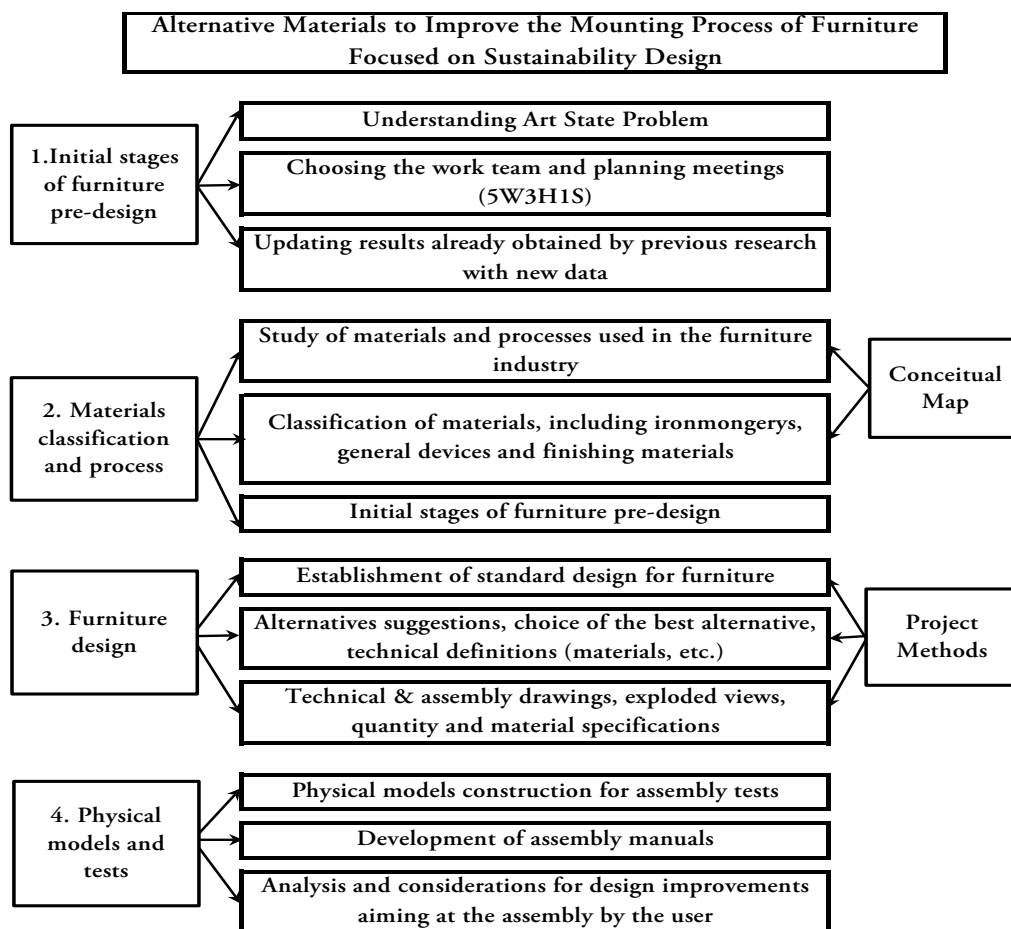 Alternative Materials to Improve the Mounting Process of Furniture
Focused on Sustainability Design
1.Initial stages
of furniture
pre-design
Understanding Art State Problem
Choosing the work team and planning meetings
(5W3H1S)
Updating results already obtained by previous research
with new data
2. Materials
classification
and process
Study of materials and processes used in the furniture
industry
Classification of materials, including ironmongerys,
general devices and finishing materials
Initial stages of furniture pre-design
Conceitual
Map
3. Furniture
design
Establishment of standard design for furniture
Alternatives suggestions, choice of the best alternative,
technical definitions (materials, etc.)
Technical & assembly drawings, exploded views,
quantity and material specifications
Project
Methods
4. Physical
models and
tests
Physical models construction for assembly tests
Development of assembly manuals
Analysis and considerations for design improvements
aiming at the assembly by the user